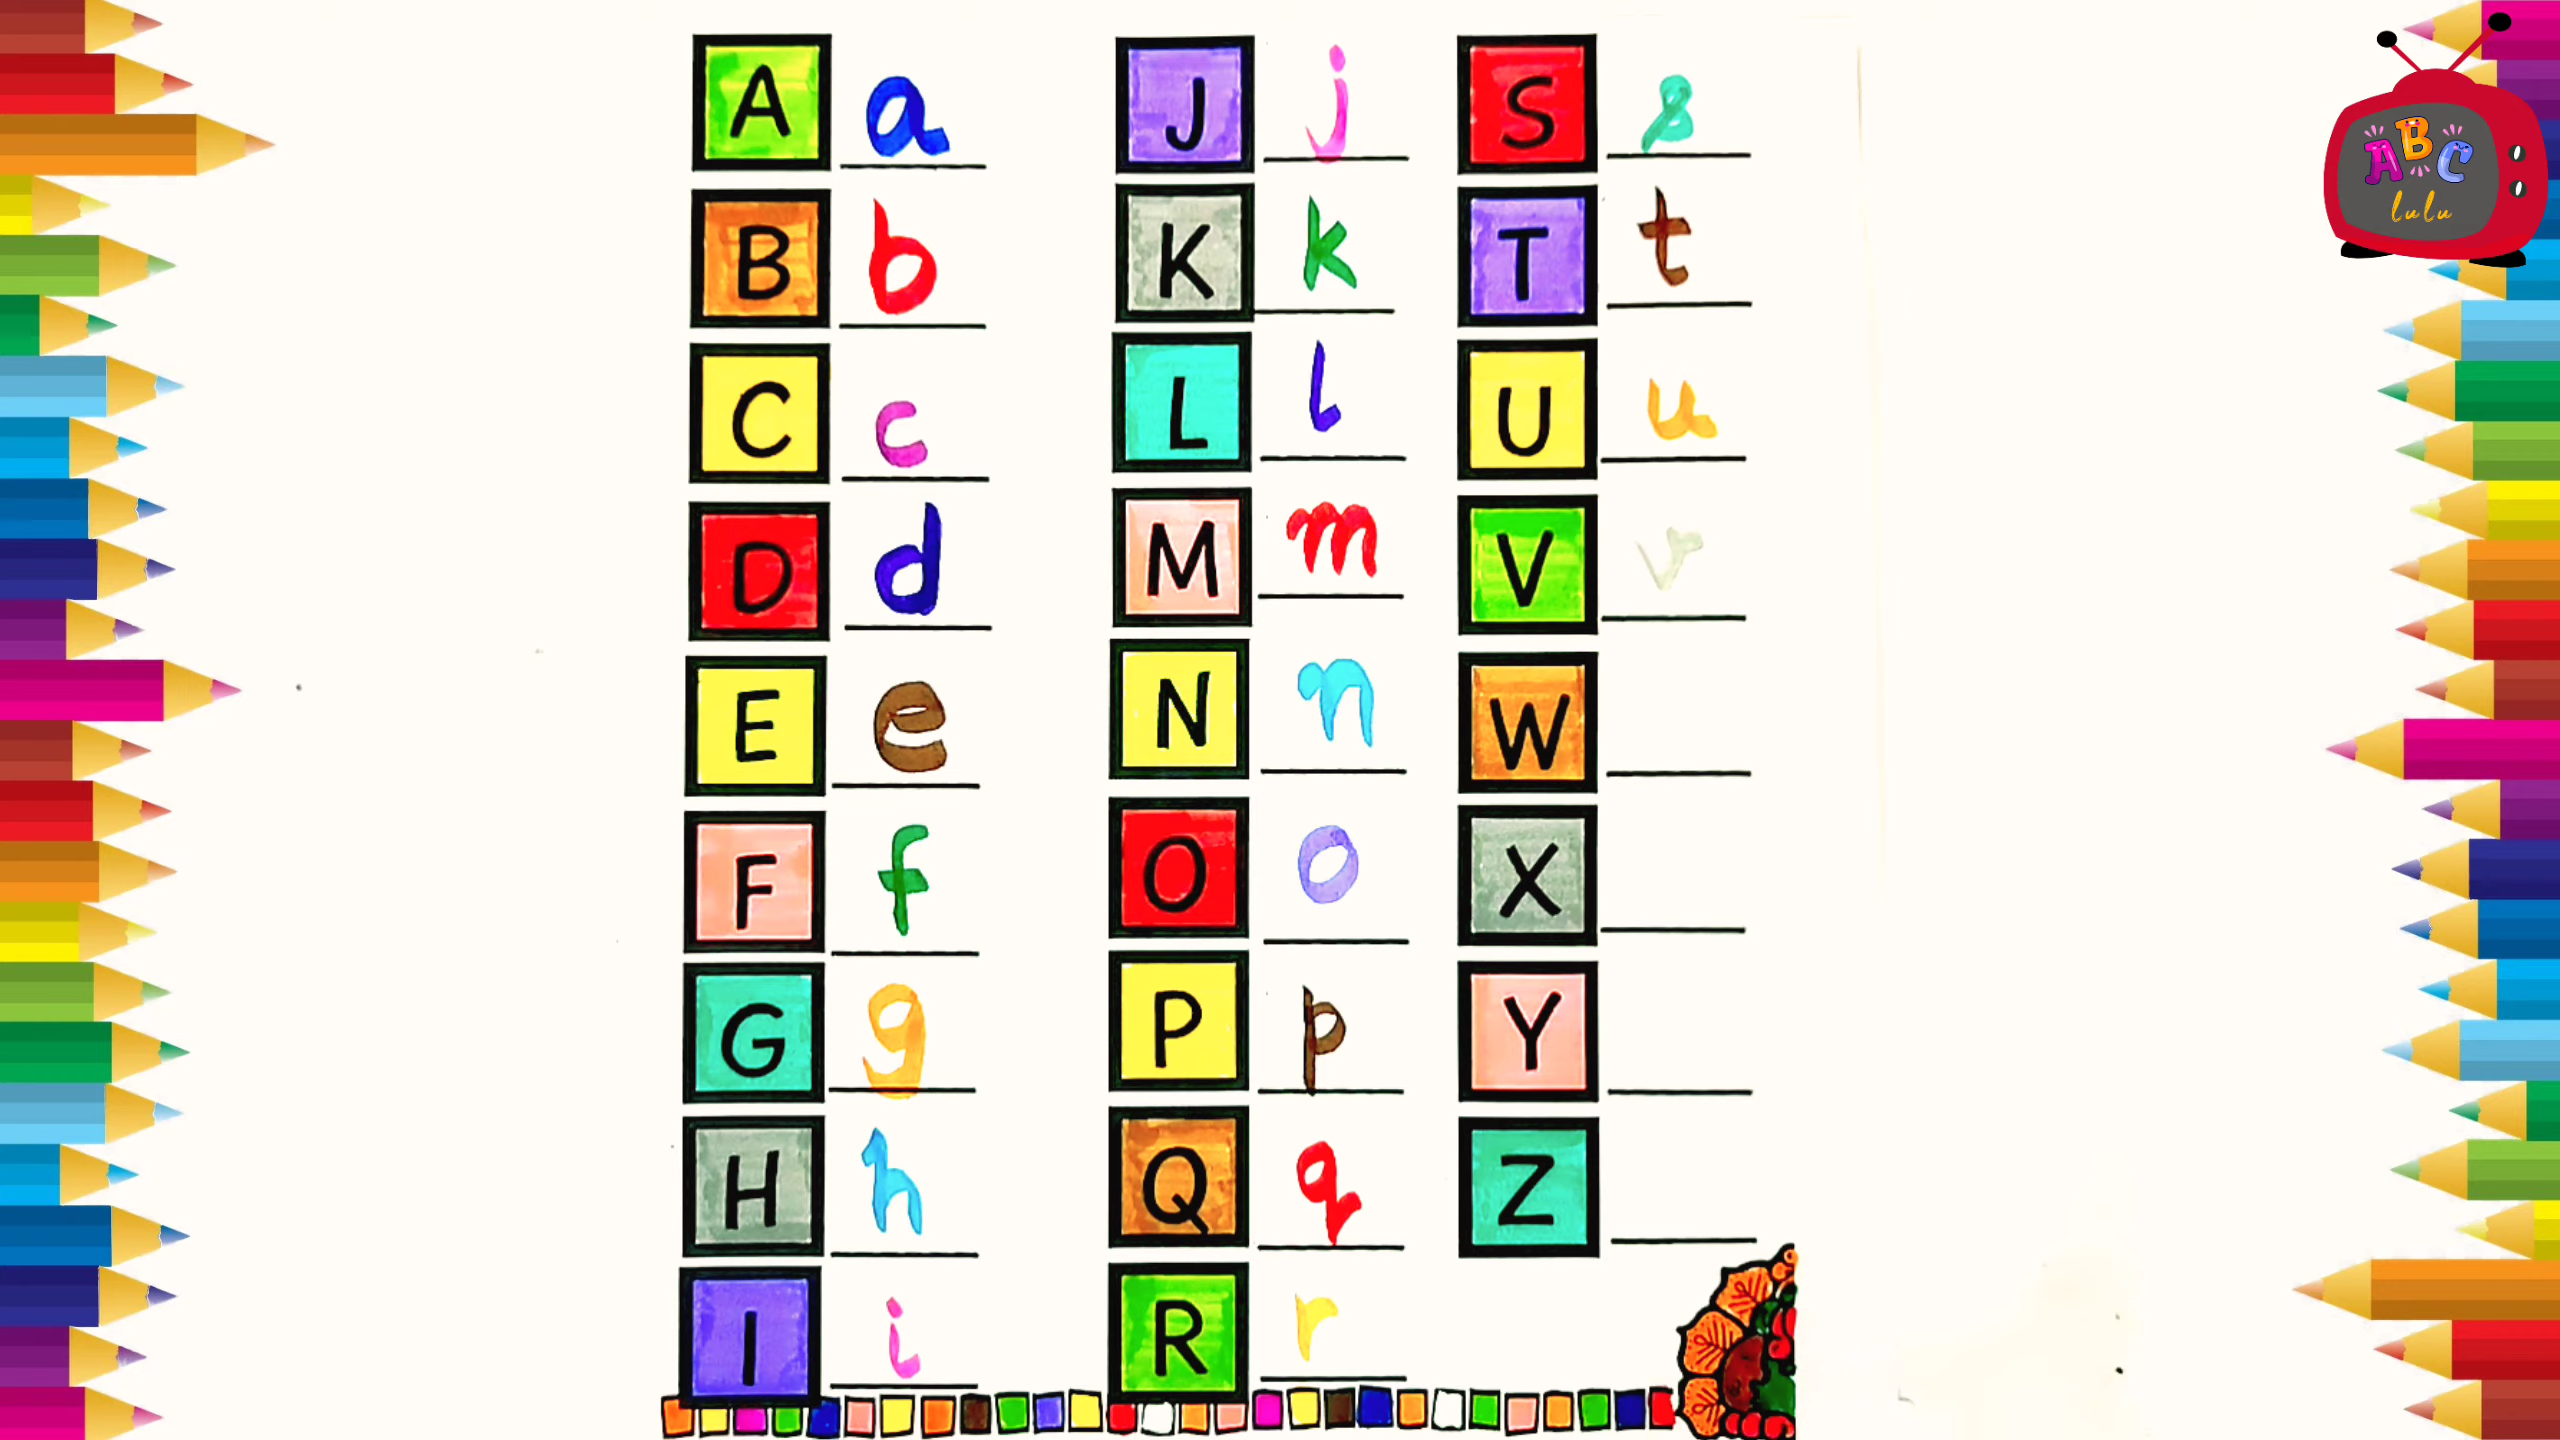 A a
B b
C c
D d
E e
F f
G g
H h
I i
J j
K k
L l
M m
N n
O o
P p
Q q
R r
S s
T t
U u
V v
W
X
Y
Z
ABC
lulu